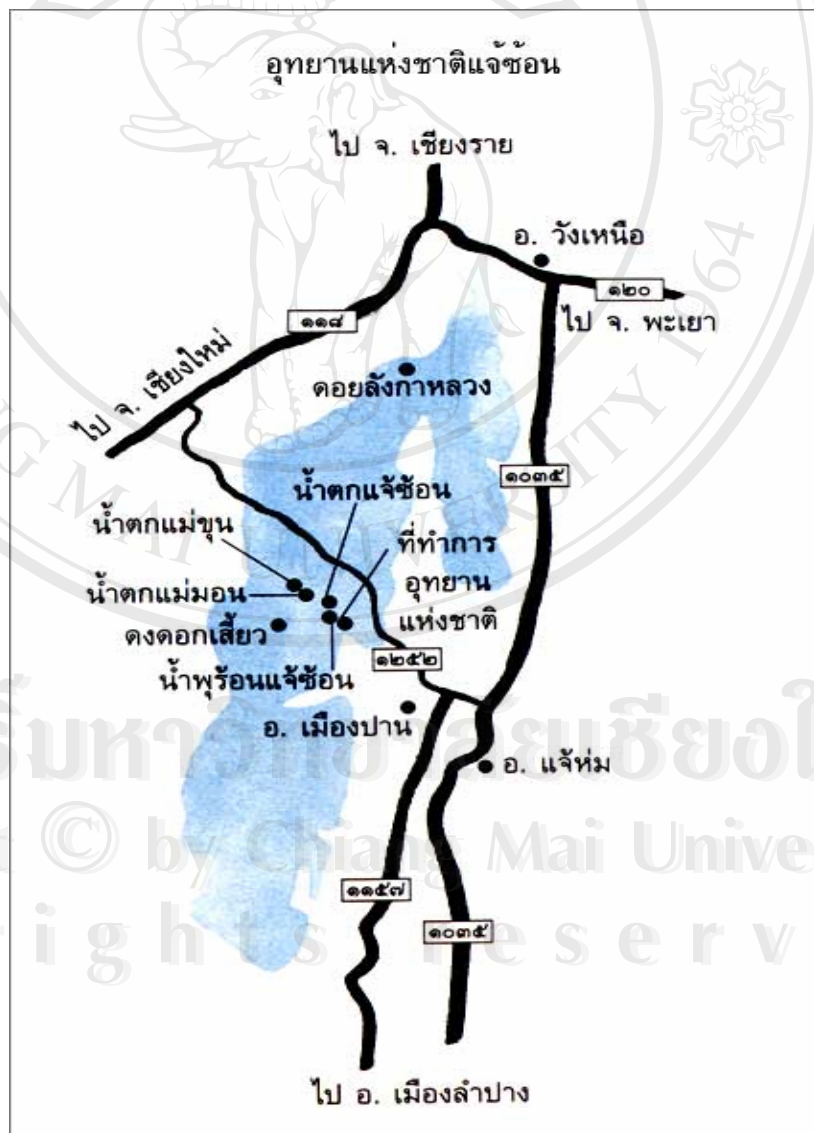 อุทยานแห่งชาติแจ้ซ้อน
ไป จ. เชียงราย
อ. วังเหนือ
๑๒๐
ไป จ. พะเยา
๑๑๘
ไป จ. เชียงใหม่
ดอยลังกาหลวง
๑๐๓๕
น้ำตกแจ้ซ้อน
น้ำตกแม่ขุน
ที่ทำการ
อุทยาน
แห่งชาติ
น้ำตกแม่มอน
ดงดอกเสี้ยว
๑๒๕๒
น้ำพุร้อนแจ้ซ้อน
อ. เมืองปาน
อ. แจ้ห่ม
๑๑๕๗
๑๐๓๕
ไป อ. เมืองลำปาง
© by Chiang Mai Unive
rights reserv